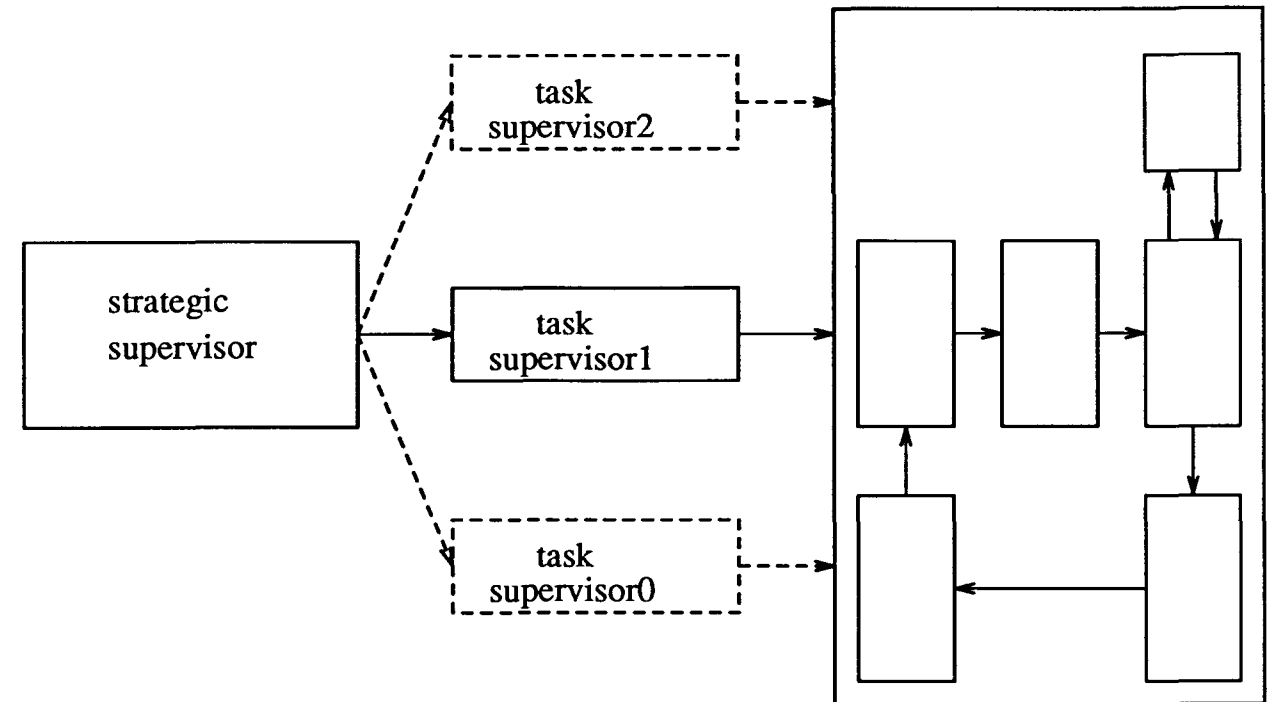 task
supervisor2
strategic
supervisor
task
supervisor1
task
supervisor0